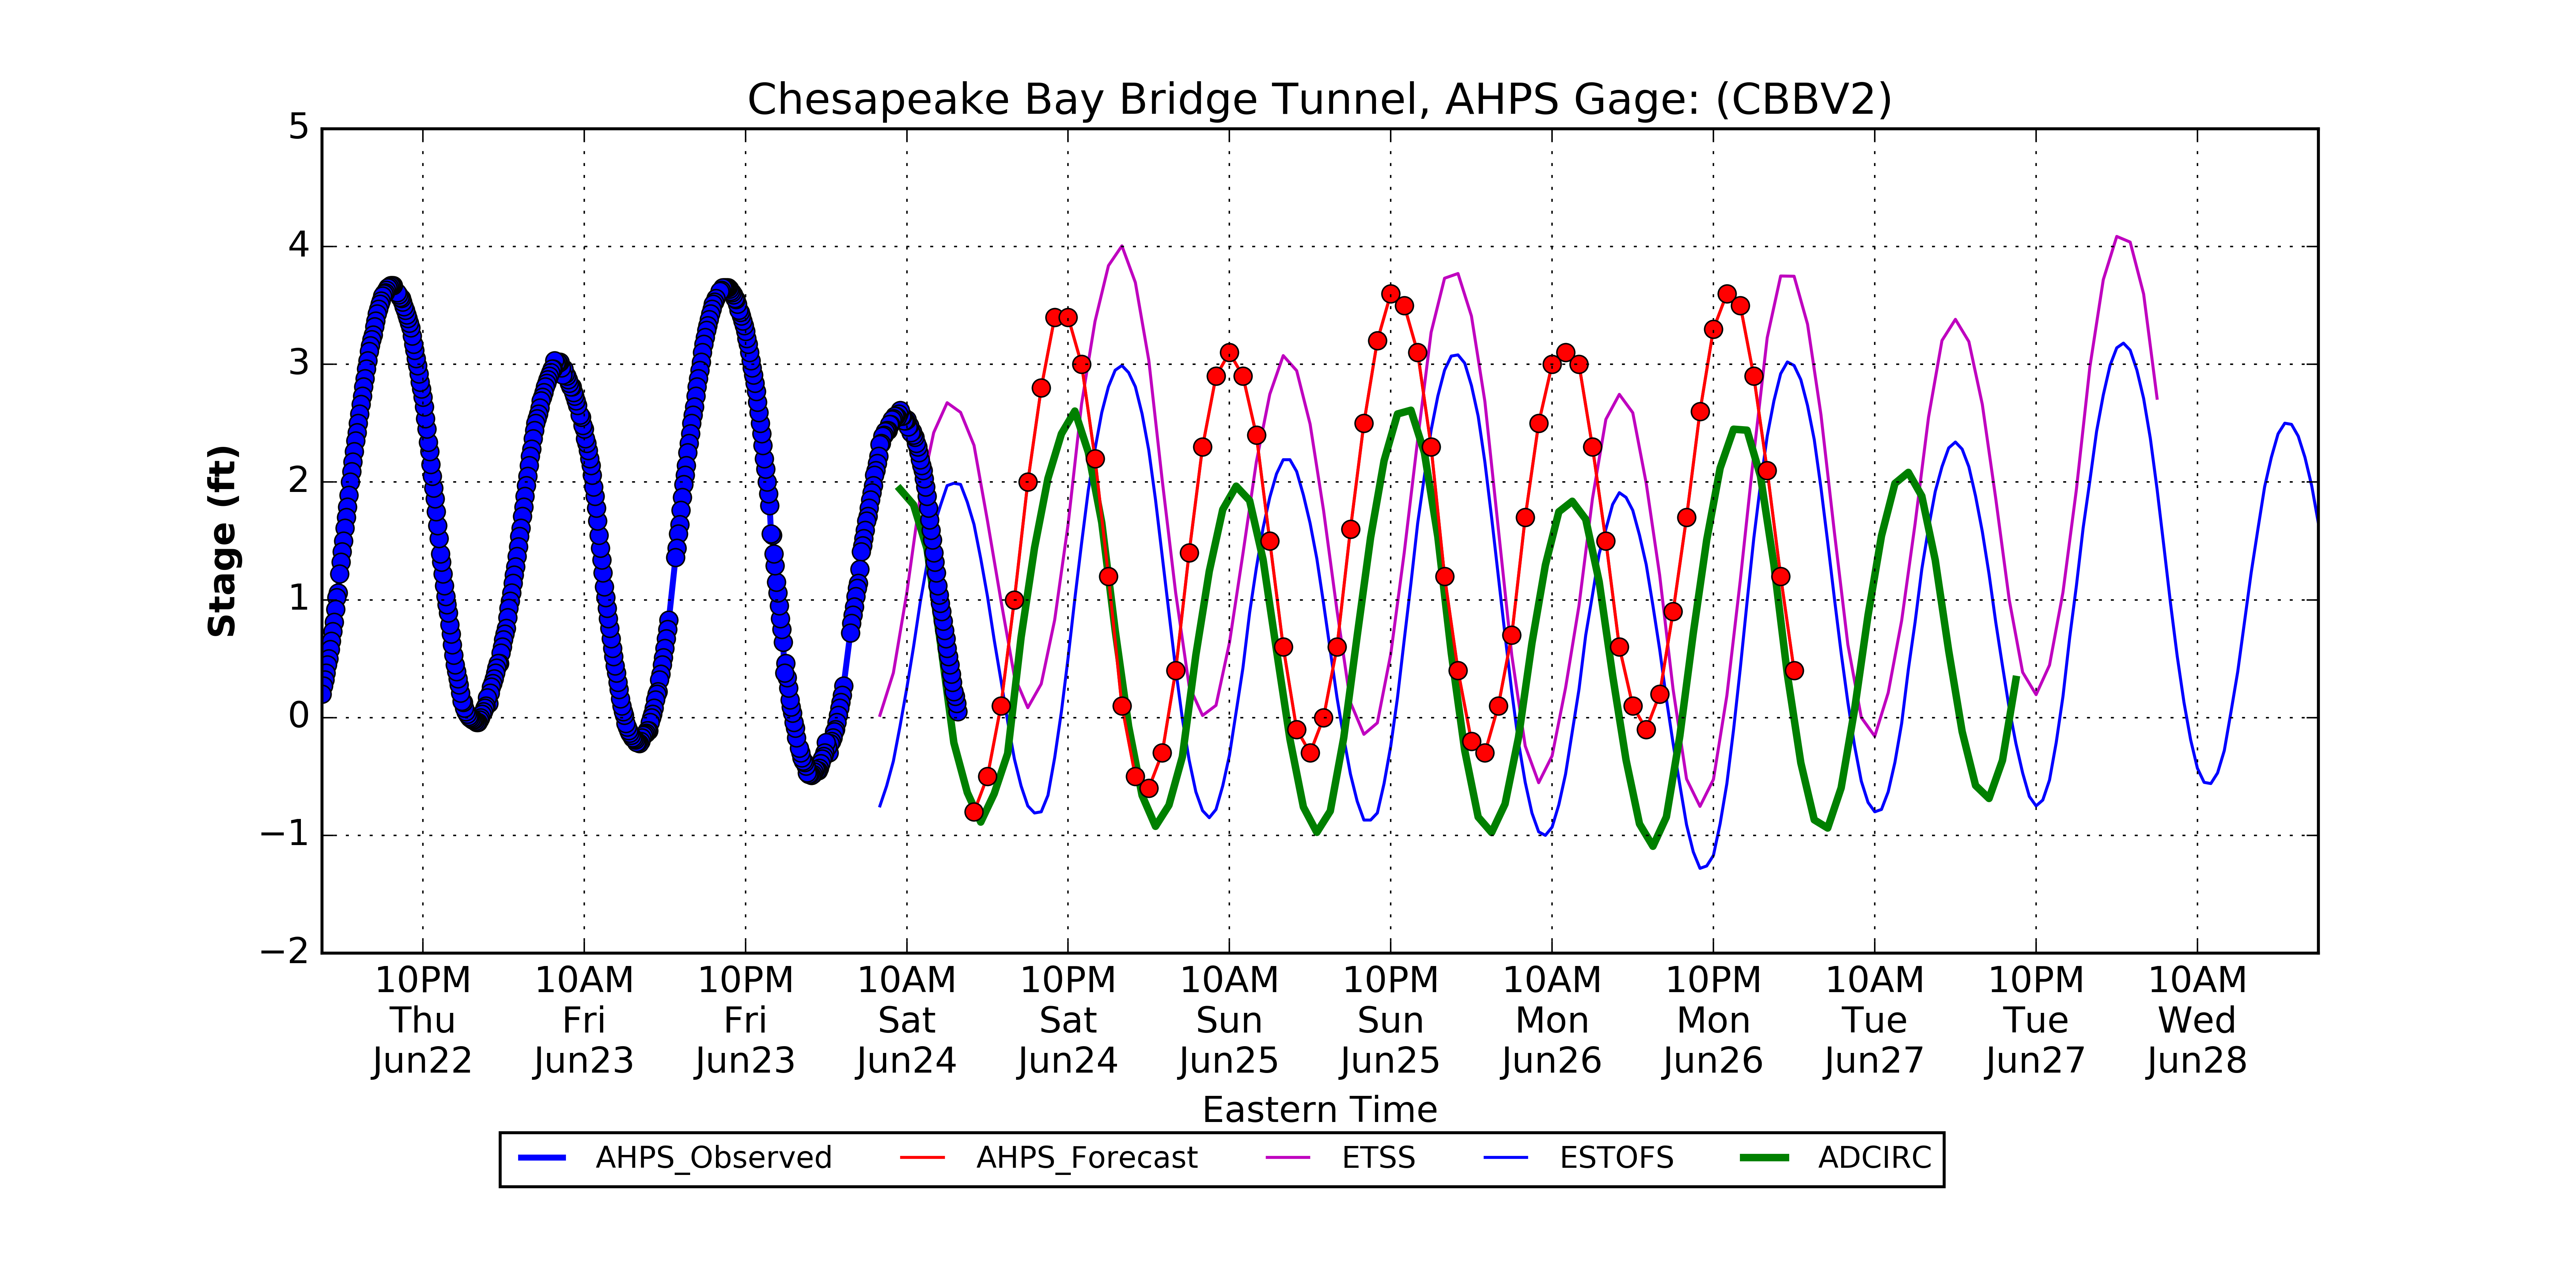 Chesapeake Bay Bridge Tunnel, AHPS Gage: (CBBV2)
5
4
3
2
1
0
−1
−2
Stage (ft)
10PM 10AM 10PM 10AM 10PM 10AM 10PM 10AM 10PM 10AM 10PM 10AM
Thu Fri Fri Sat Sat Sun Sun Mon Mon Tue Tue Wed
Jun22 Jun23 Jun23 Jun24 Jun24 Jun25 Jun25 Jun26 Jun26 Jun27 Jun27 Jun28
Eastern Time
AHPS_Observed AHPS_Forecast ETSS ESTOFS ADCIRC